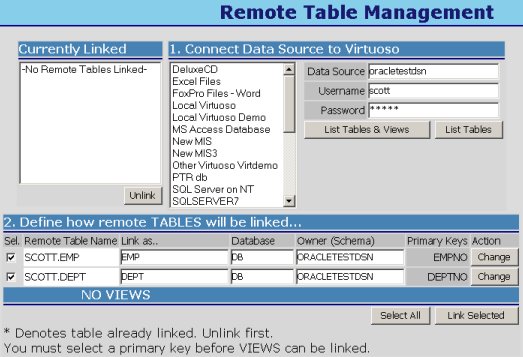 Remote Table Management
Currently Linked
-No Remote Tables Linked-
Unlink
1. Connect Data Source to Virtuoso
DeluxeCD
Excel Files
FoxPro Files - Word
Local Virtuoso
Local Virtuoso Demo
MS Access Database
New MIS
New MIS3
Other Virtuoso Virtdemo
PTR db
SQL Server on NT
SQLSERVER7
Data Source oracletestdsn
Username scott
Password *****
List Tables & Views List Tables
2. Define how remote TABLES will be linked...
Sel. Remote Table Name Link as.. Database Owner (Schema) Primary Keys Action
SCOTT.EMP EMP DB ORACLETESTDSN EMPNO Change
SCOTT.DEPT DEPT DB ORACLETESTDSN DEPTNO Change
NO VIEWS
Select All Link Selected
* Denotes table already linked. Unlink first.
You must select a primary key before VIEWS can be linked.